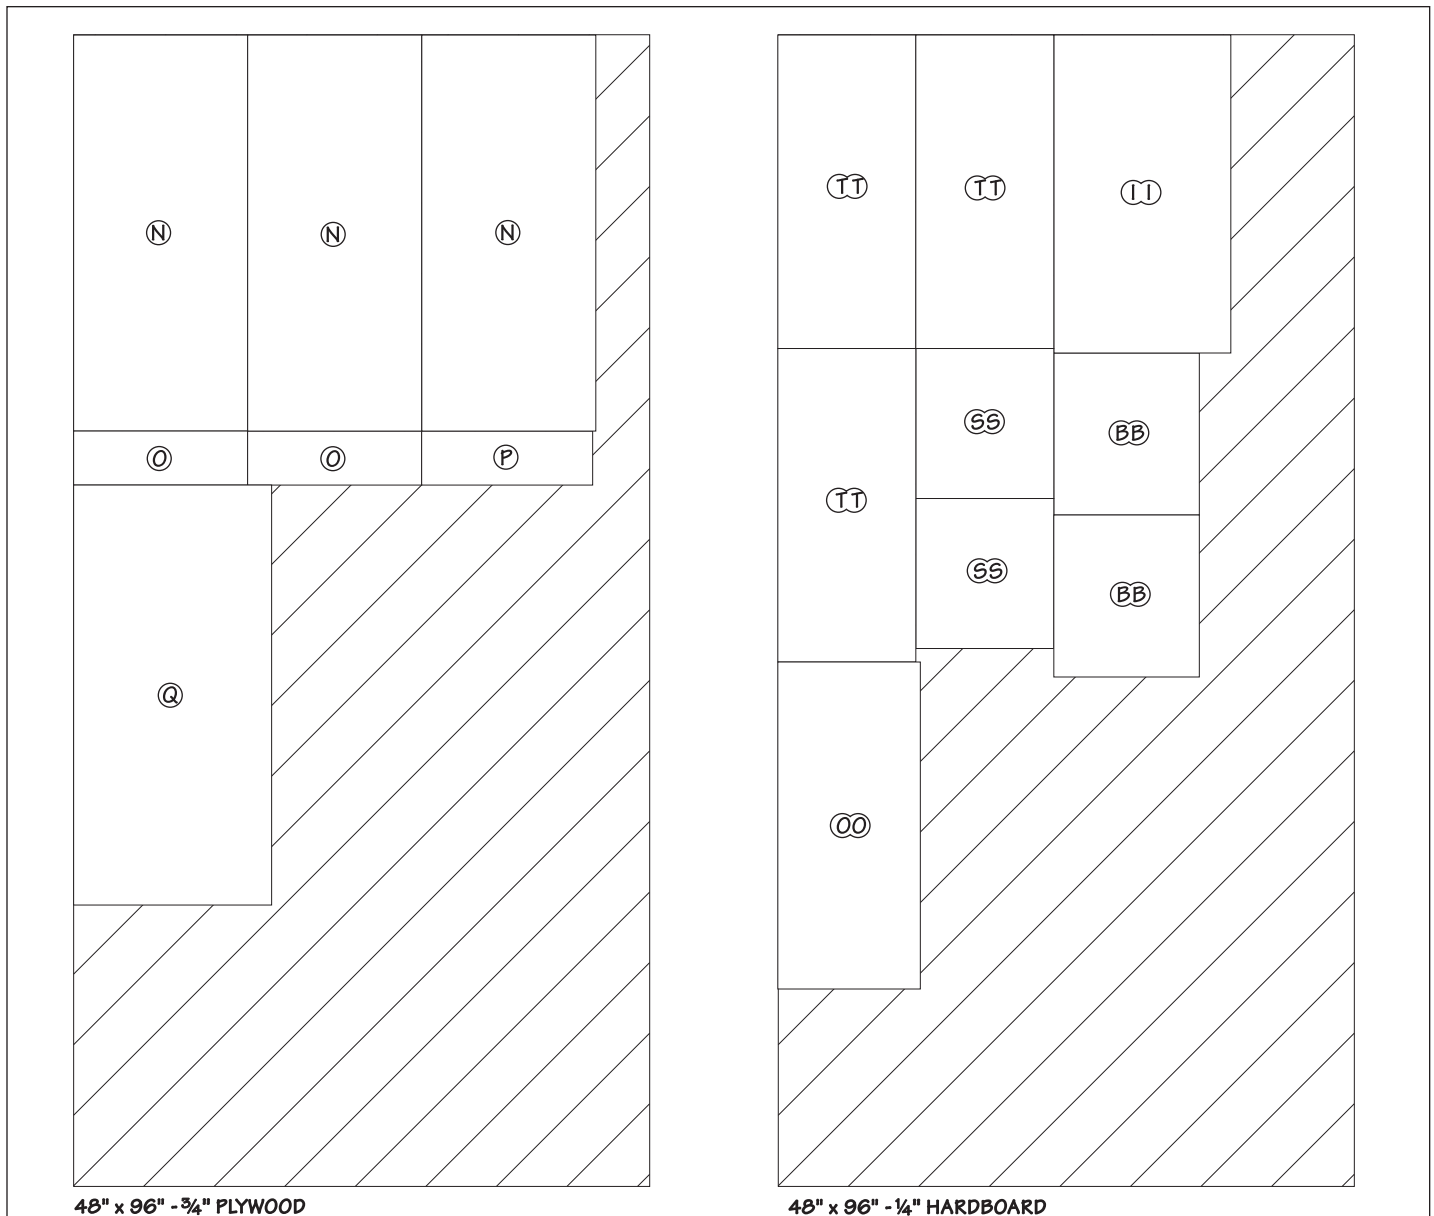 N N N
O O P
Q
48" x 96" - ¾" PLYWOOD
TT TT II
SS BB
TT
SS BB
OO
48" x 96" - ¼" HARDBOARD